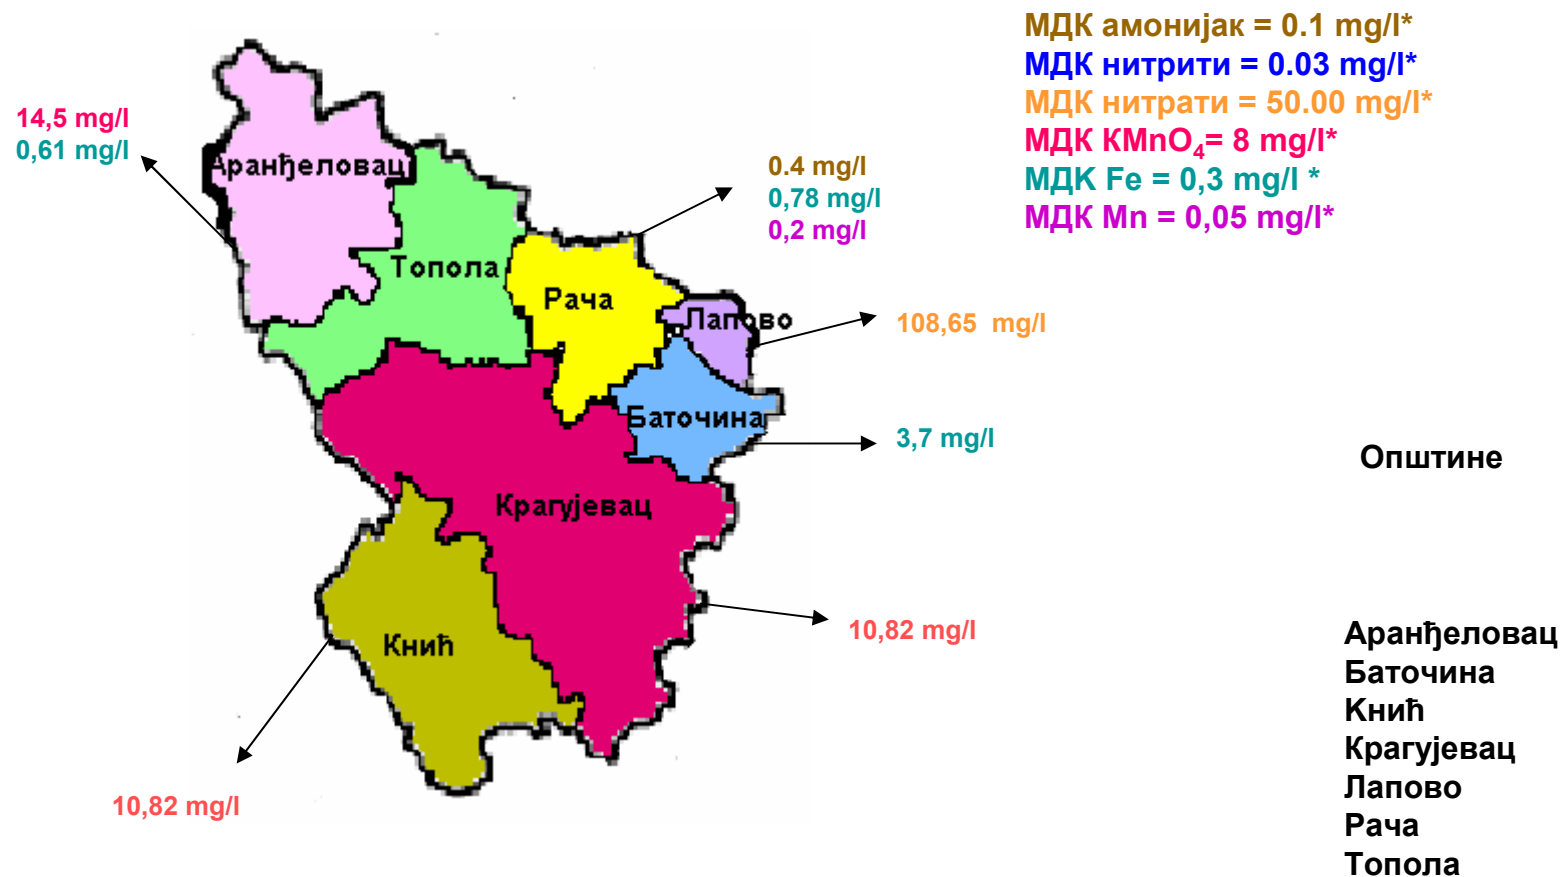 МДК амонијак = 0.1 mg/l*
МДК нитрити = 0.03 mg/l*
МДК нитрати = 50.00 mg/l*
МДК KMnO₄= 8 mg/l*
МДК Fe = 0,3 mg/l *
МДК Mn = 0,05 mg/l*
14,5 mg/l
0,61 mg/l
Аранђеловац
0.4 mg/l
0,78 mg/l
0,2 mg/l
Топола
Рача
Лапово
108,65 mg/l
Баточина
3,7 mg/l
Општине
Крагујевац
10,82 mg/l
Кнић
10,82 mg/l
Аранђеловац
Баточина
Кнић
Крагујевац
Лапово
Рача
Топола